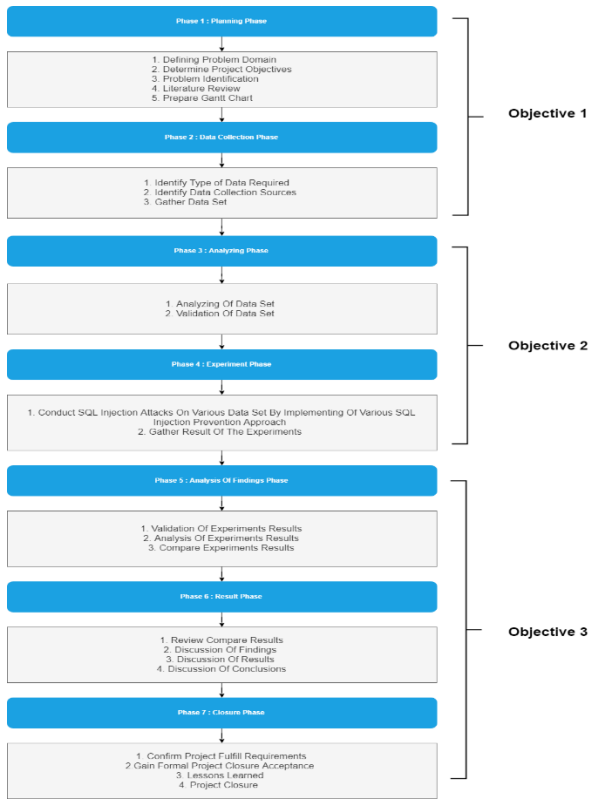 Phase 1 : Planning Phase
1. Defining Problem Domain
2. Determine Project Objectives
3. Problem Identification
4. Literature Review
5. Prepare Gantt Chart
Objective 1
Phase 2 : Data Collection Phase
1. Identify Type of Data Required
2. Identify Data Collection Sources
3. Gather Data Set
Phase 3 : Analyzing Phase
1. Analyzing Of Data Set
2. Validation Of Data Set
Objective 2
Phase 4 : Experiment Phase
1. Conduct SQL Injection Attacks On Various Data Set By Implementing Of Various SQL
Injection Prevention Approach
2. Gather Result Of The Experiments
Phase 5 : Analysis Of Findings Phase
1. Validation Of Experiments Results
2. Analysis Of Experiments Results
3. Compare Experiments Results
Phase 6 : Result Phase
Objective 3
1. Review Compare Results
2. Discussion Of Findings
3. Discussion Of Results
4. Discussion Of Conclusions
Phase 7 : Closure Phase
1. Confirm Project Fulfill Requirements
2 Gain Formal Project Closure Acceptance
3. Lessons Learned
4. Project Closure